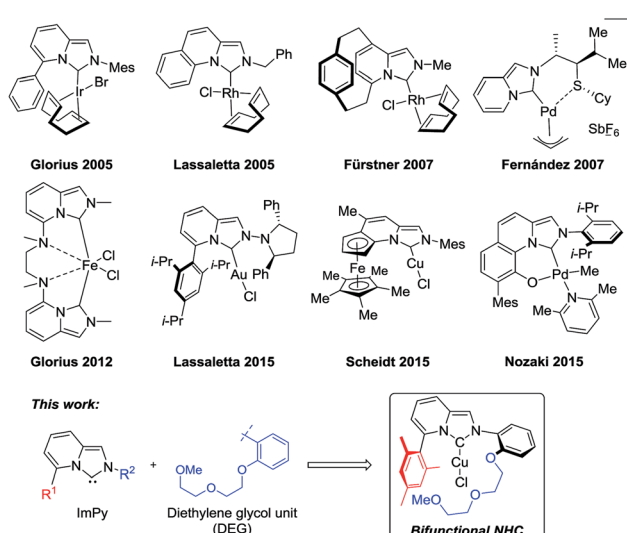 Mes
Br
Ir
N
N
Glorius 2005
N
N
Ph
Cl
Rh
Lassaletta 2005
N
N
Me
Cl
Rh
Fürstner 2007
Me
Me
Me
N
N
S
Cy
Pd
SbF6
Fernández 2007
N
N
N
Cl
Fe
Cl
N
N
N
Glorius 2012
Ph
N
N
N
i-Pr
i-Pr
Ph
Au
Cl
i-Pr
Lassaletta 2015
Me
N
N
Mes
Fe
Cu
Cl
Me
Me
Me
Me
Me
Scheidt 2015
i-Pr
N
N
i-Pr
Pd
Me
O
Mes
N
Me
Me
Nozaki 2015
This work:
N
N
R2
R1
ImPy
+
OMe
O
O
Diethylene glycol unit
(DEG)
N
N
C
Cu
Cl
O
MeO
O
Bifunctional NHC